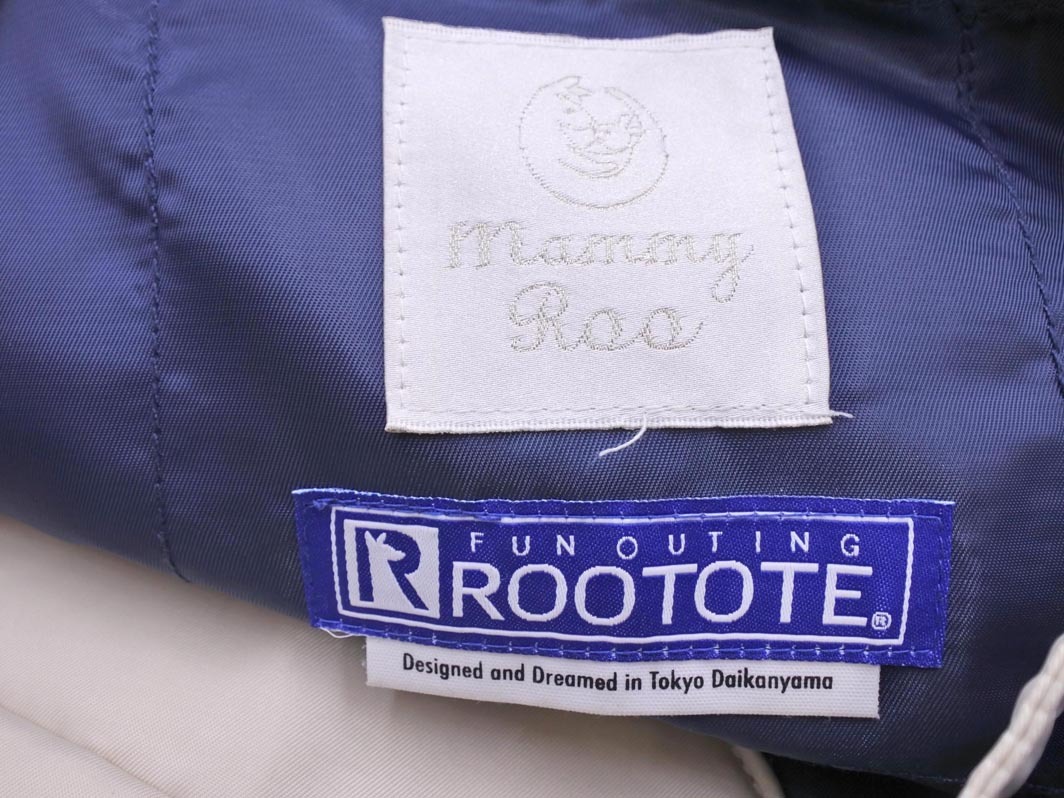 Mammy
Roo
R
FUN OUTING
ROOTOTE®
Designed and Dreamed in Tokyo Daikanyama